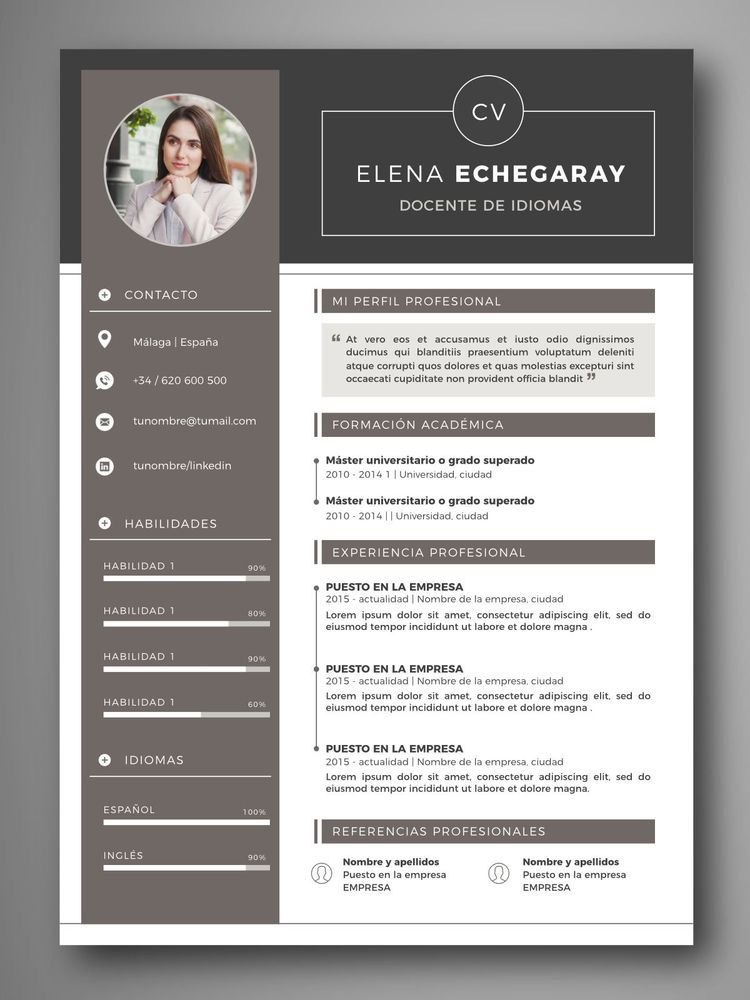 CV
ELENA ECHEGARAY
DOCENTE DE IDIOMAS
CONTACTO
Málaga | España
+34 / 620 600 500
tunombre@tumail.com
tunombre/linkedin
HABILIDADES
HABILIDAD 1 90%
HABILIDAD 1 80%
HABILIDAD 1 90%
HABILIDAD 1 60%
IDIOMAS
ESPAÑOL 100%
INGLÉS 90%
MI PERFIL PROFESIONAL
“ At vero eos et accusamus et iusto odio dignissimos
ducimus qui blanditiis praesentium voluptatum deleniti
atque corrupti quos dolores et quas molestias excepturi sint
occaecati cupiditate non provident officia blandit ”
FORMACIÓN ACADÉMICA
Máster universitario o grado superado
2010 - 2014 1 | Universidad, ciudad
Máster universitario o grado superado
2010 - 2014 | | Universidad, ciudad
EXPERIENCIA PROFESIONAL
PUESTO EN LA EMPRESA
2015 - actualidad | Nombre de la empresa, ciudad
Lorem ipsum dolor sit amet, consectetur adipiscing elit, sed do
eiusmod tempor incididunt ut labore et dolore magna .
PUESTO EN LA EMPRESA
2015 - actualidad | Nombre de la empresa, ciudad
Lorem ipsum dolor sit amet, consectetur adipiscing elit, sed do
eiusmod tempor incididunt ut labore et dolore magna .
PUESTO EN LA EMPRESA
2015 - actualidad | Nombre de la empresa, ciudad
Lorem ipsum dolor sit amet, consectetur adipiscing elit, sed do
eiusmod tempor incididunt ut labore et dolore magna.
REFERENCIAS PROFESIONALES
Nombre y apellidos
Puesto en la empresa
EMPRESA
Nombre y apellidos
Puesto en la empresa
EMPRESA